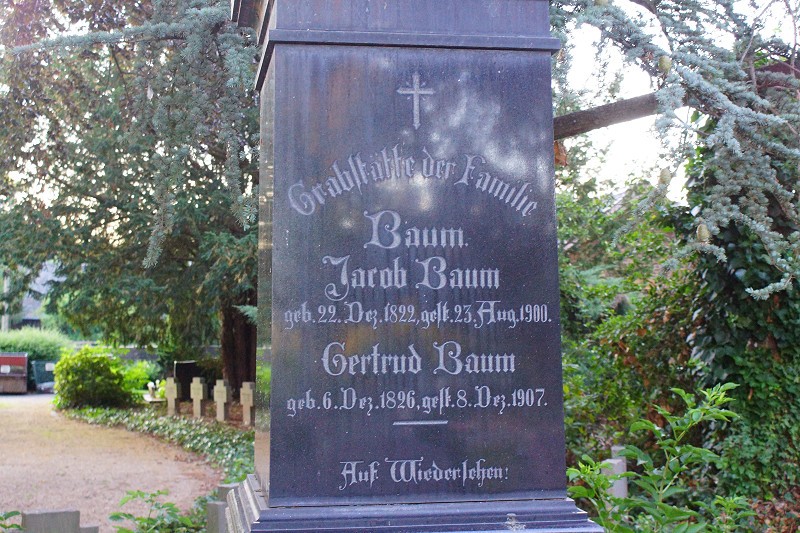 Grabstätte der Familie
Baum.
Jacob Baum
geb. 22. Dez. 1822, gest. 23. Aug. 1900.
Gertrud Baum
geb. 6. Dez. 1826, gest. 8. Dez. 1907.
Auf Wiedersehen!